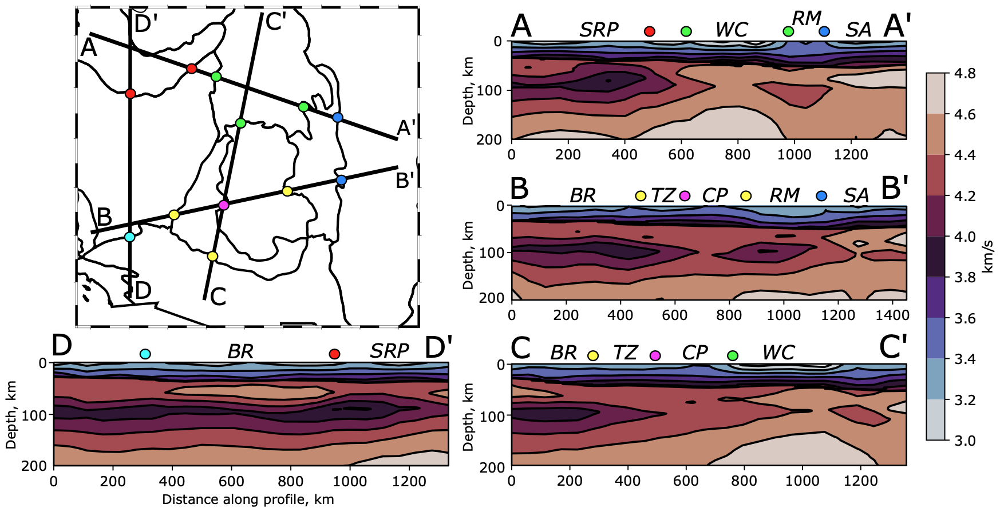 D'
C'
A
A'
B'
B
D
C
A SRP WC RM SA A'
0
100
200
Depth, km
0 200 400 600 800 1000 1200
B BR TZ CP RM SA B'
0
100
200
Depth, km
0 200 400 600 800 1000 1200 1400
D BR SRP D'
0
100
200
Depth, km
0 200 400 600 800 1000 1200
Distance along profile, km
C BR TZ CP WC C'
0
100
200
Depth, km
0 200 400 600 800 1000 1200
4.8
4.6
4.4
4.2
4.0
3.8
3.6
3.4
3.2
3.0
km/s